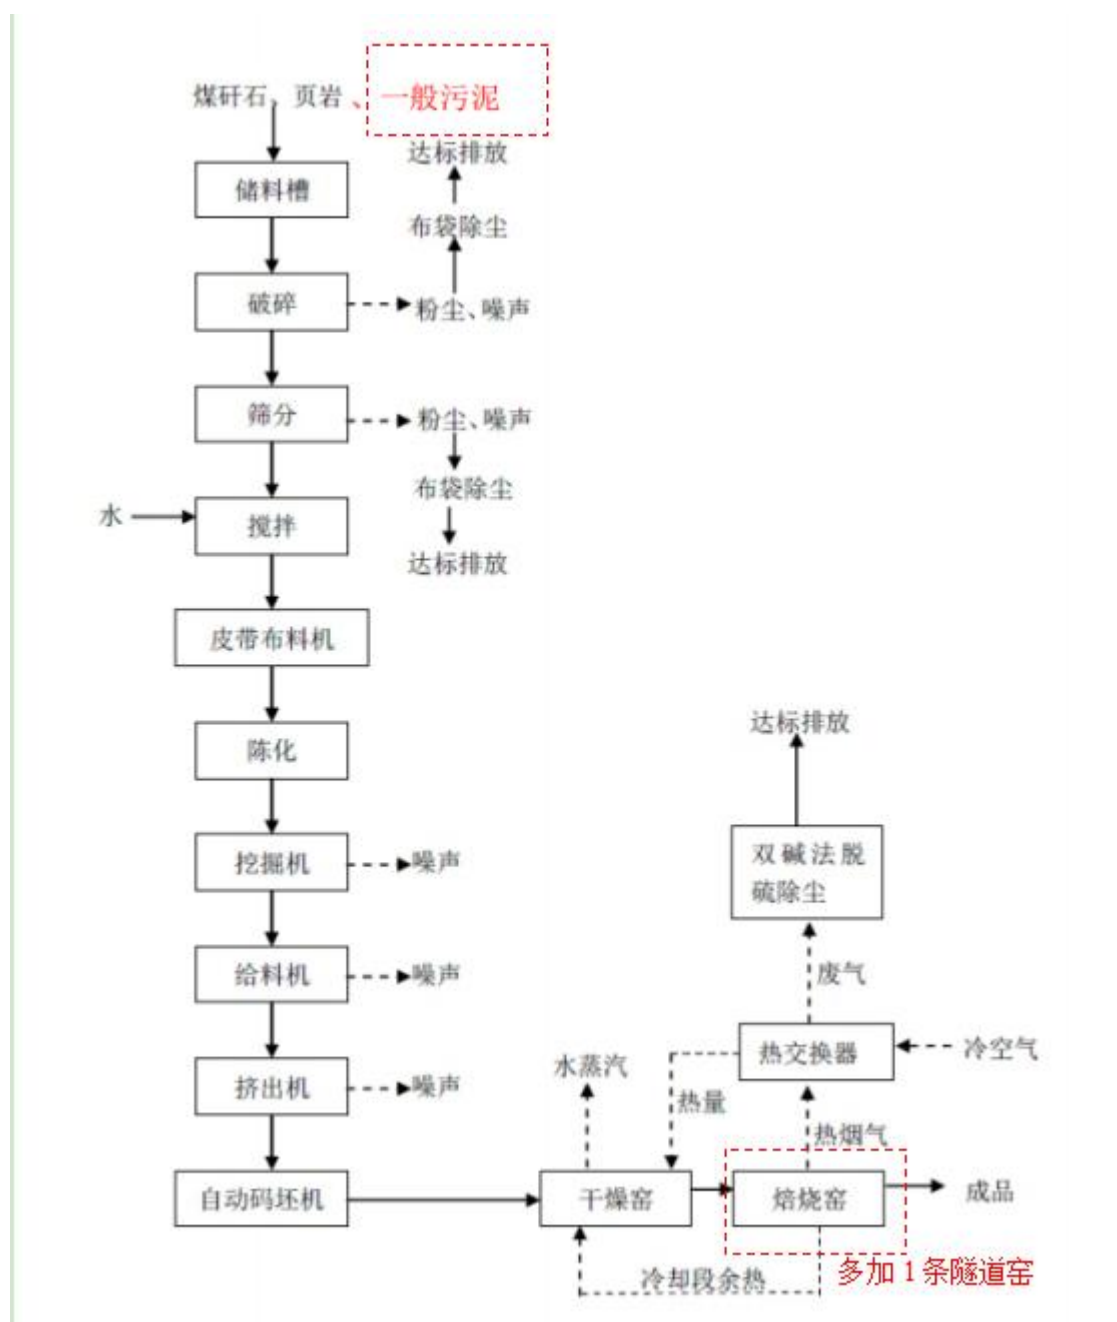 煤矸石、页岩、一般污泥
达标排放
储料槽
布袋除尘
破碎
粉尘、噪声
筛分
粉尘、噪声
布袋除尘
水
搅拌
达标排放
皮带布料机
陈化
达标排放
挖掘机
噪声
双碱法脱
硫除尘
给料机
噪声
废气
热交换器
冷空气
水蒸汽
挤出机
噪声
热量
热烟气
自动码坯机
干燥窑
焙烧窑
成品
冷却段余热
多加1条隧道窑